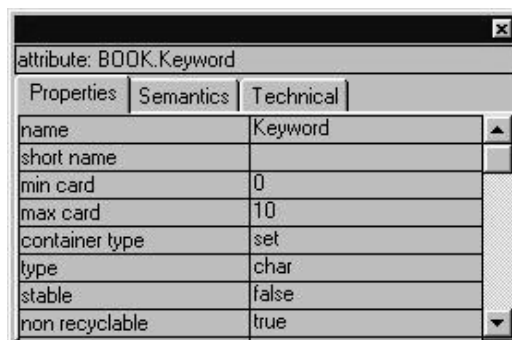 attribute: BOOK.Keyword
Properties Semantics Technical
name Keyword
short name
min card 0
max card 10
container type set
type char
stable false
non recyclable true